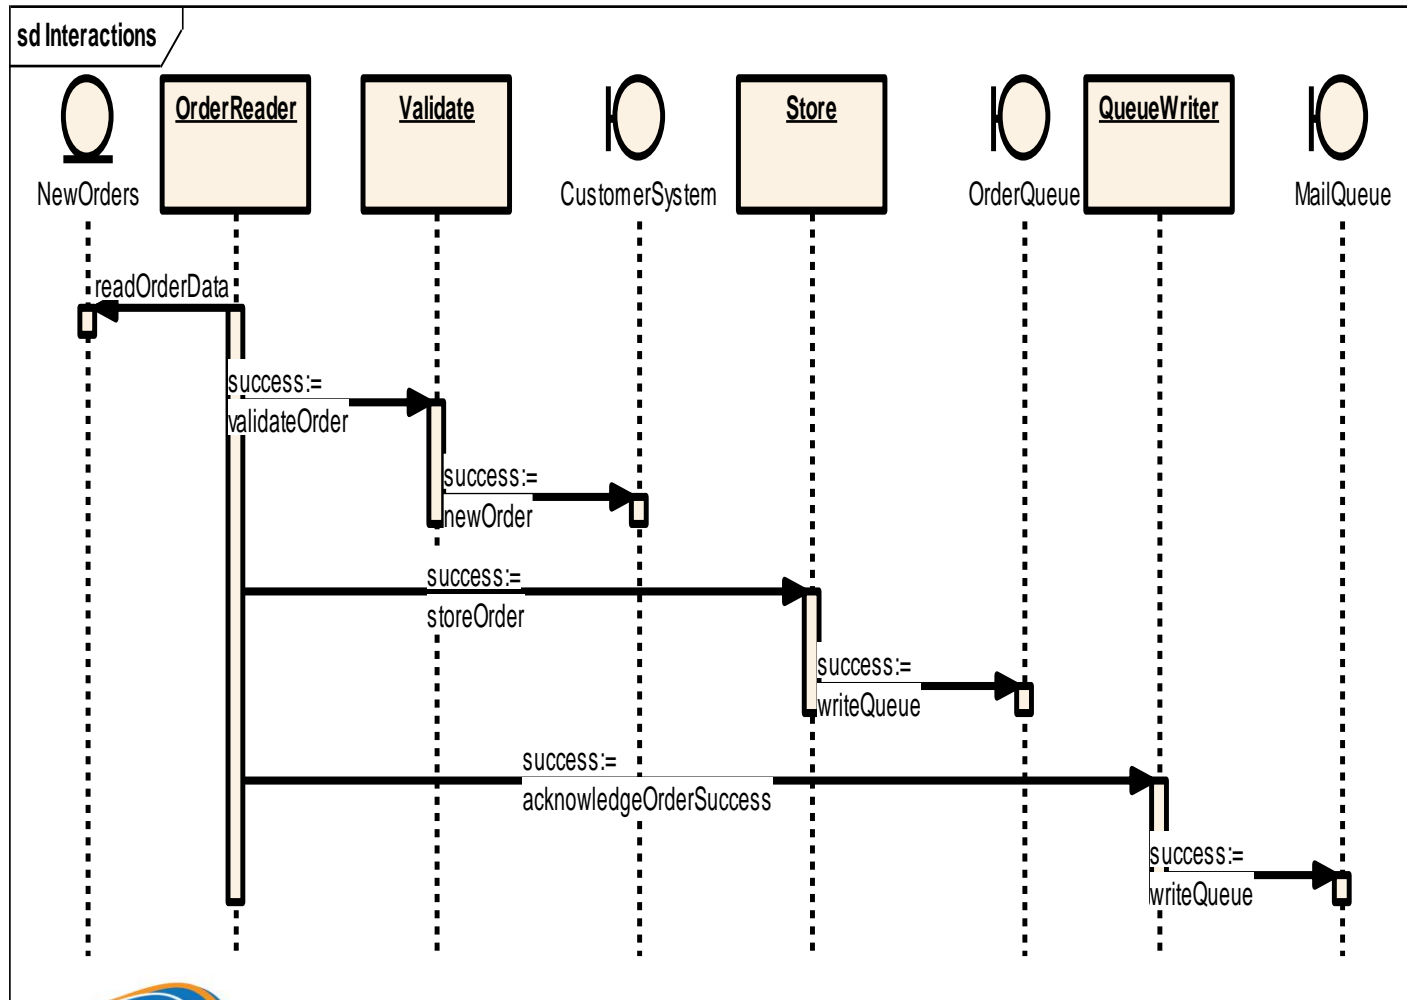 sd Interactions
OrderReader
Validate
Store
QueueWriter
NewOrders
CustomerSystem
OrderQueue
MailQueue
readOrderData
success:=
validateOrder
success:=
newOrder
success:=
storeOrder
success:=
writeQueue
success:=
acknowledgeOrderSuccess
success:=
writeQueue